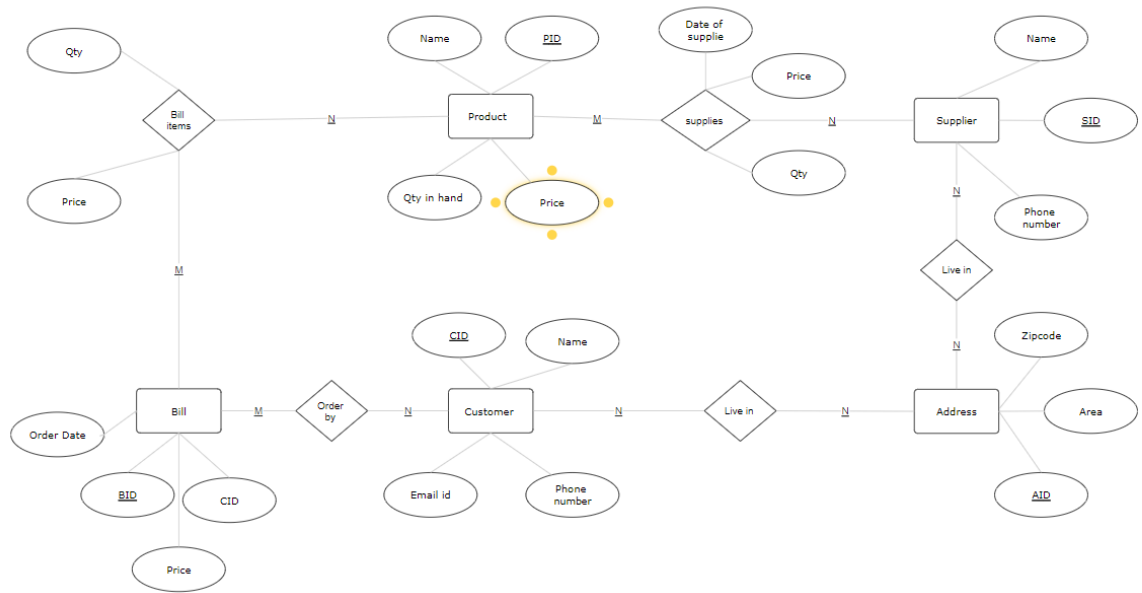 Date of
supplie
Name
PID
Name
Qty
Price
Bill
items
N
Product
M
supplies
N
Supplier
SID
Price
Qty in hand
Price
Qty
N
Phone
number
M
Live in
CID
Name
Zipcode
N
Bill
M
Order
by
N
Customer
N
Live in
N
Address
Area
Order Date
BID
CID
Email id
Phone
number
AID
Price